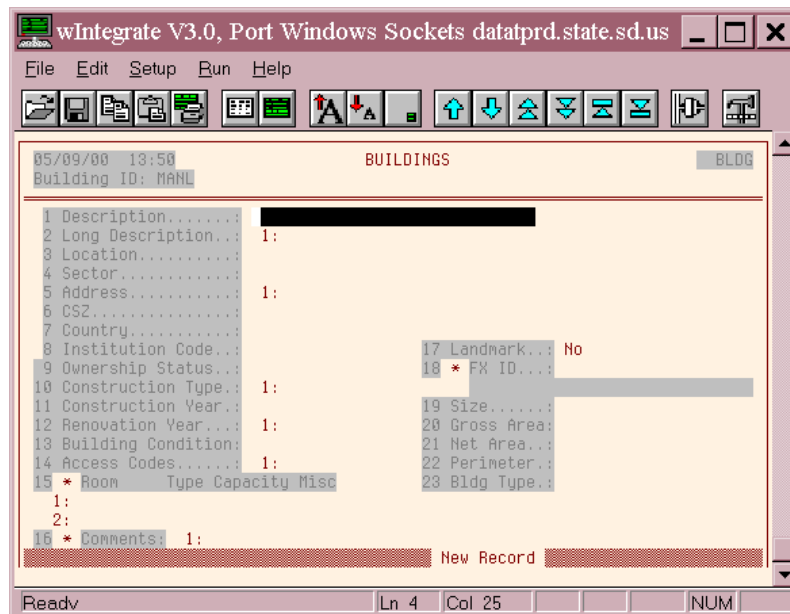 wIntegrate V3.0, Port Windows Sockets datatprd.state.sd.us
File Edit Setup Run Help
05/09/00 13:50 BUILDINGS BLDG
Building ID: MANL
1 Description.......:
2 Long Description..: 1:
3 Location..........:
4 Sector............:
5 Address...........: 1:
6 CSZ...............:
7 Country...........:
8 Institution Code..: 17 Landmark..: No
9 Ownership Status..: 18 * FX ID...:
10 Construction Type.: 1:
11 Construction Year.: 19 Size......:
12 Renovation Year...: 1: 20 Gross Area:
13 Building Condition: 21 Net Area..:
14 Access Codes......: 1: 22 Perimeter.:
15 * Room Type Capacity Misc 23 Bldg Type.:
1:
2:
16 * Comments: 1:
New Record
Ready Ln 4 Col 25 NUM